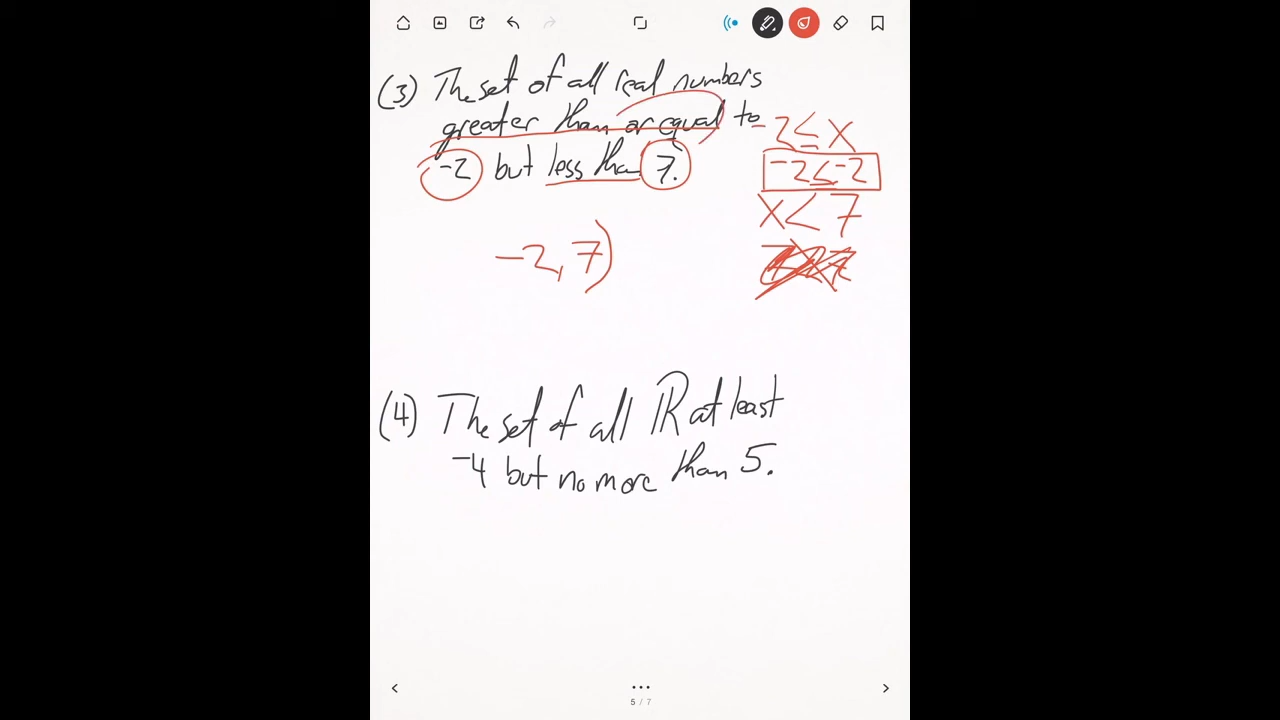 (3) The set of all real numbers
greater than or equal to
-2 but less than 7.
-2 ≤ x
-2 ≤ -2
x < 7
-2, 7)
(4) The set of all ℝ at least
-4 but no more than 5.
5 / 7